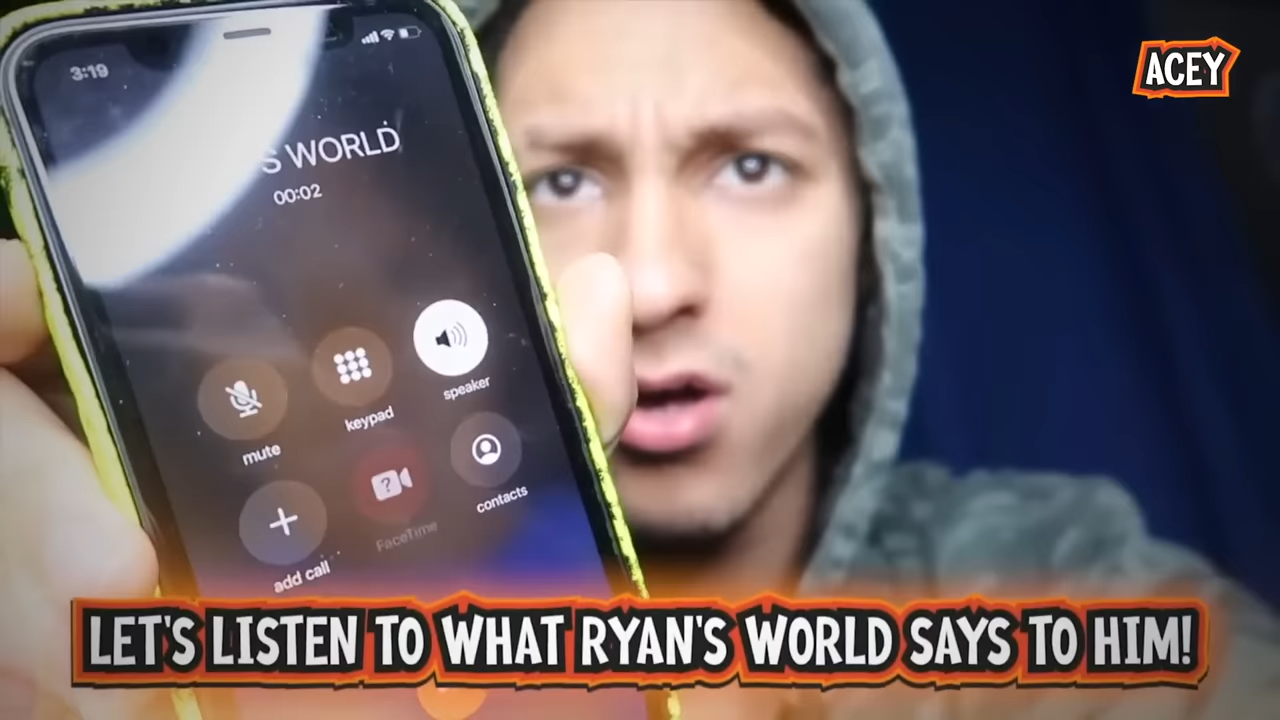 ACEY
3:19
S WORLD
00:02
speaker
keypad
mute
contacts
FaceTime
add call
LET'S LISTEN TO WHAT RYAN'S WORLD SAYS TO HIM!